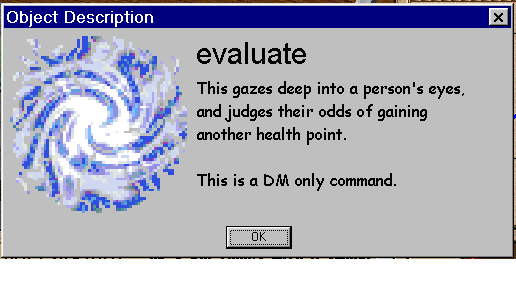 Object Description
evaluate
This gazes deep into a person's eyes,
and judges their odds of gaining
another health point.
This is a DM only command.
OK